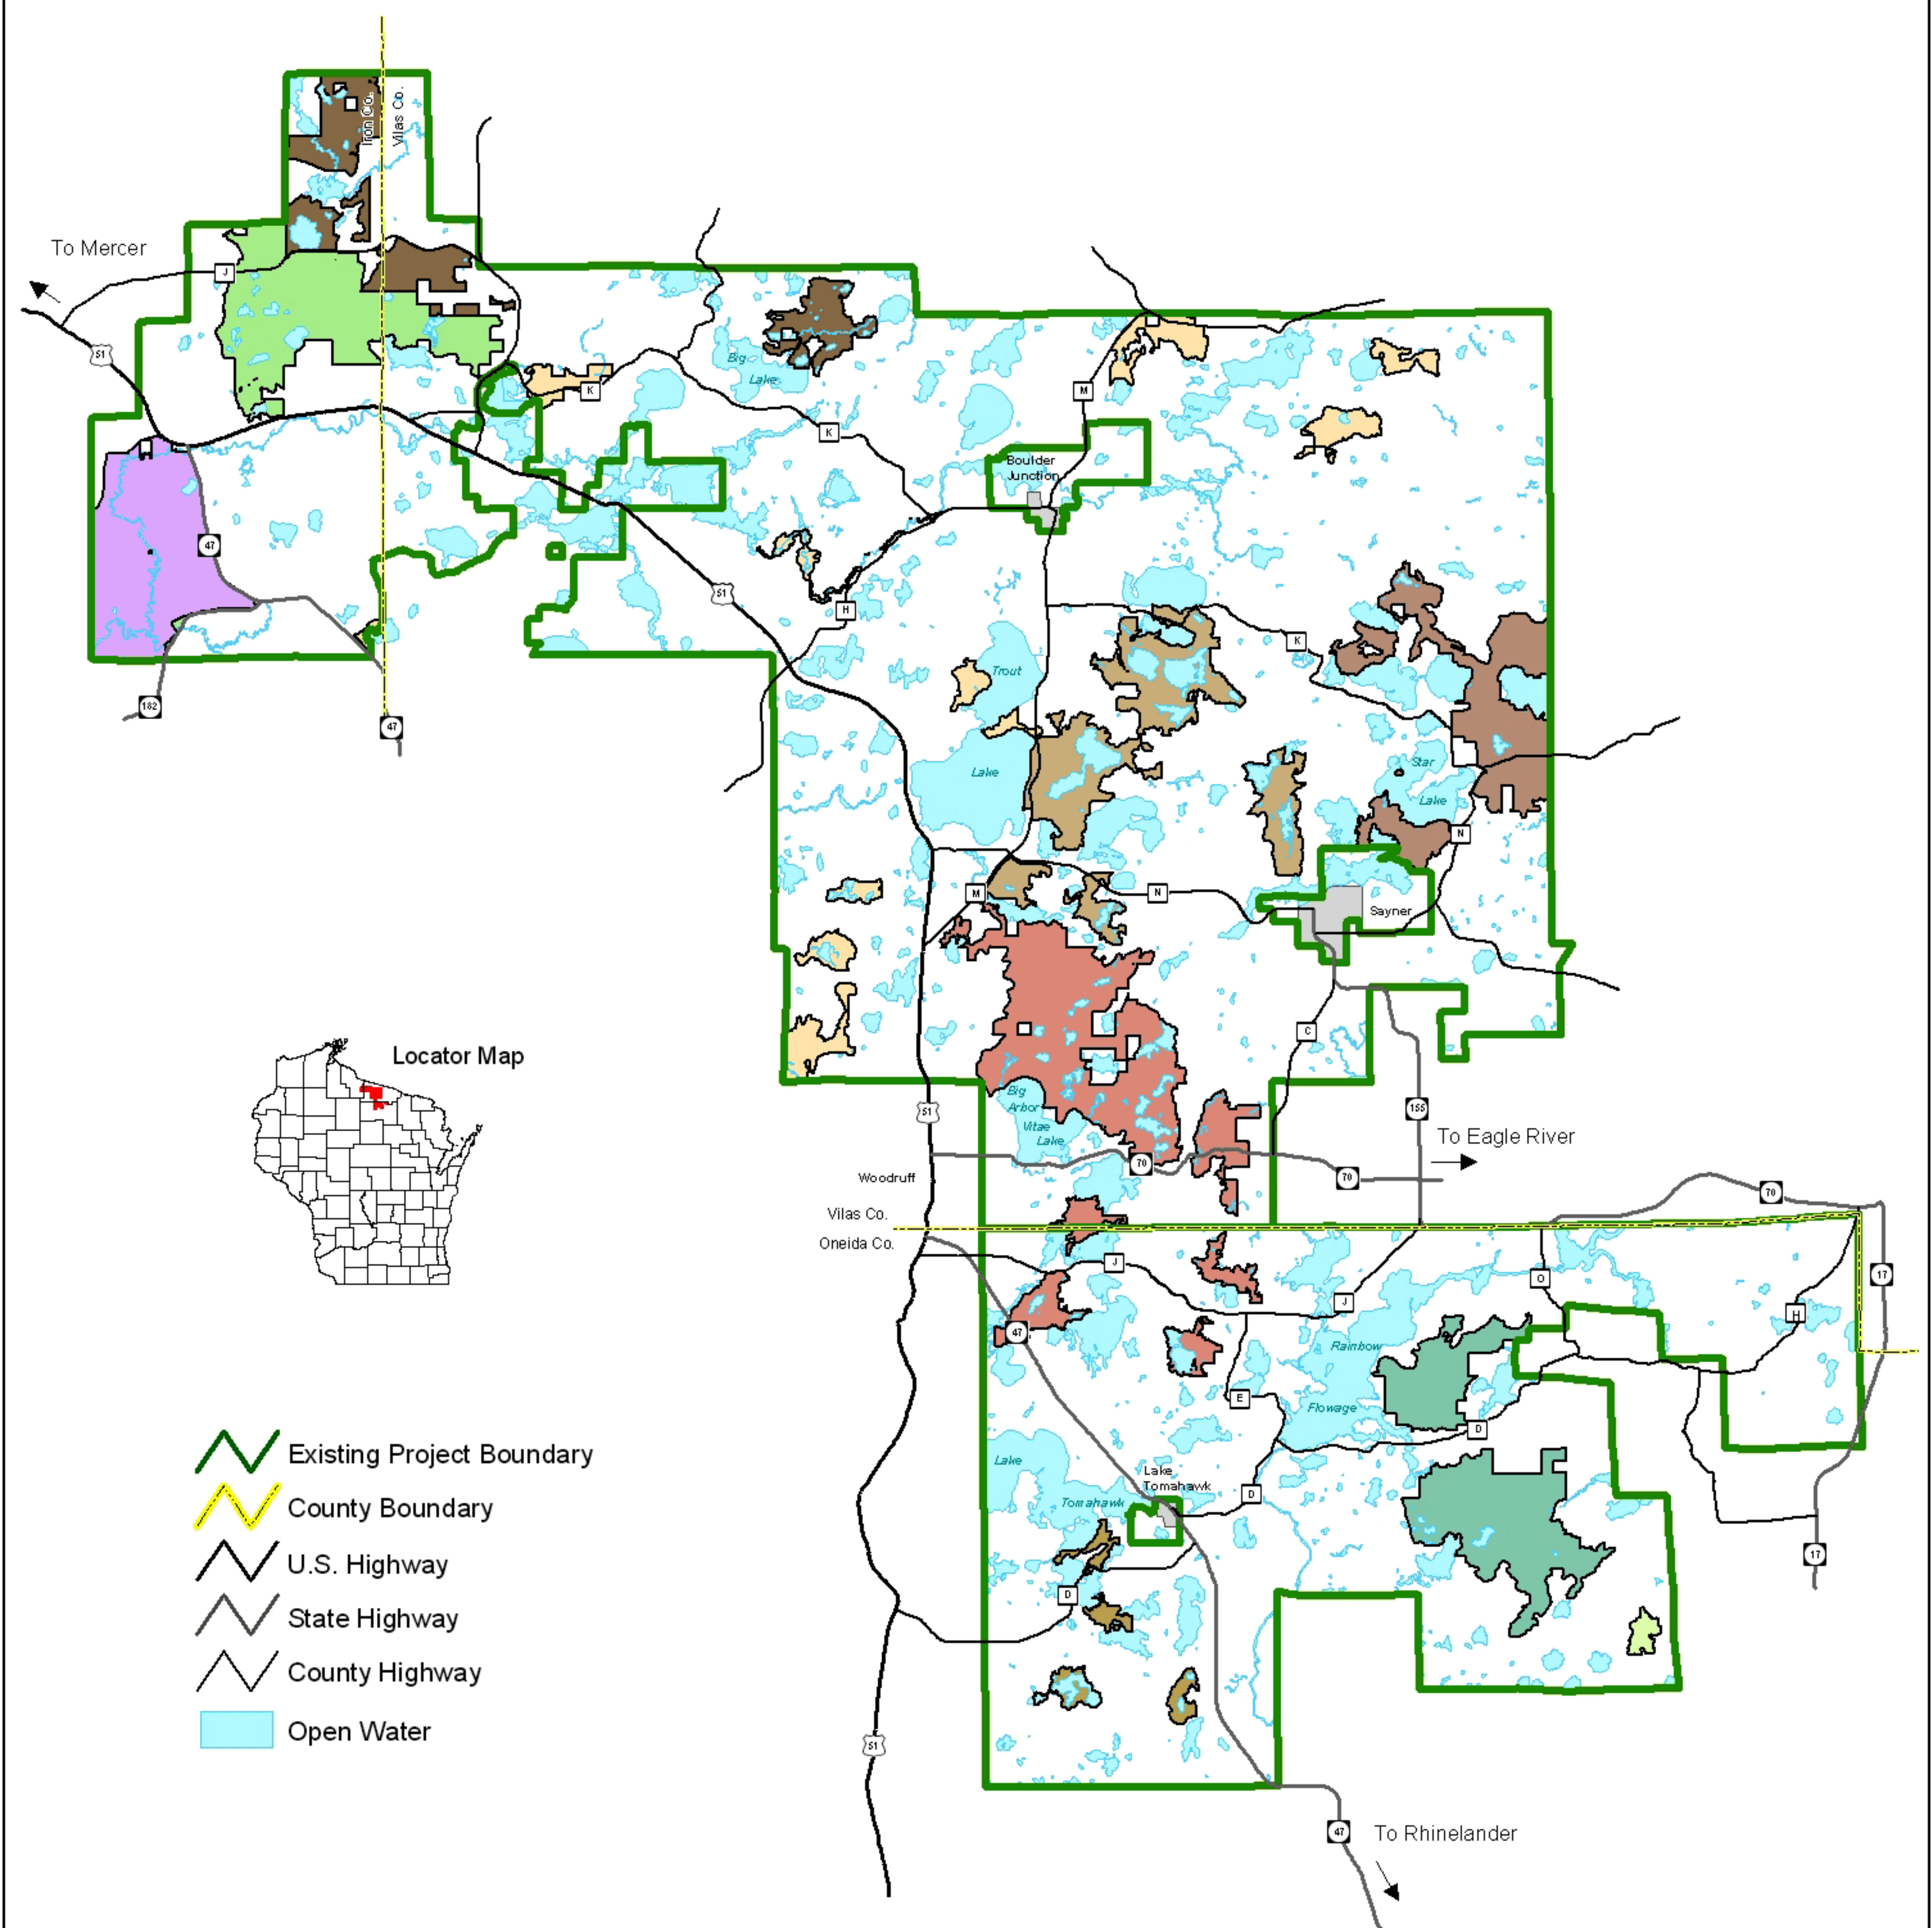 Iron Co.
Vilas Co.
To Mercer
J
51
Big
Lake
K
M
K
Boulder
Junction
47
51
H
K
Trout
182
47
Lake
Star
Lake
N
M
N
Sayner
C
Locator Map
Big
Arbor
Vitae
Lake
51
155
To Eagle River
70
70
Woodruff
70
Vilas Co.
Oneida Co.
J
O
17
J
H
47
Rainbow
E
Flowage
D
Existing Project Boundary
Lake
Lake
Tomahawk
D
Tomahawk
County Boundary
U.S. Highway
17
D
State Highway
County Highway
Open Water
51
47
To Rhinelander